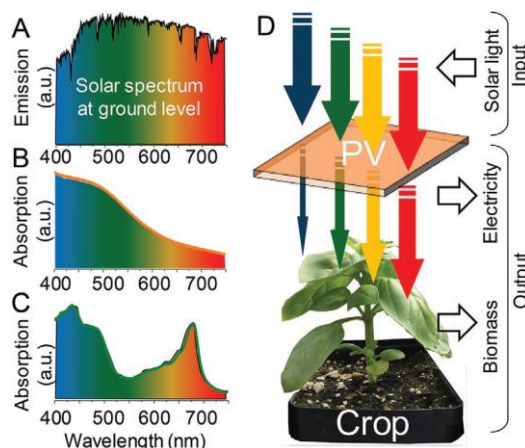 A
Emission
(a.u.)
Solar spectrum
at ground level
400 500 600 700
B
Absorption
(a.u.)
400 500 600 700
C
Absorption
(a.u.)
400 500 600 700
Wavelength (nm)
D
PV
Crop
Solar light
Input
Electricity
Biomass
Output